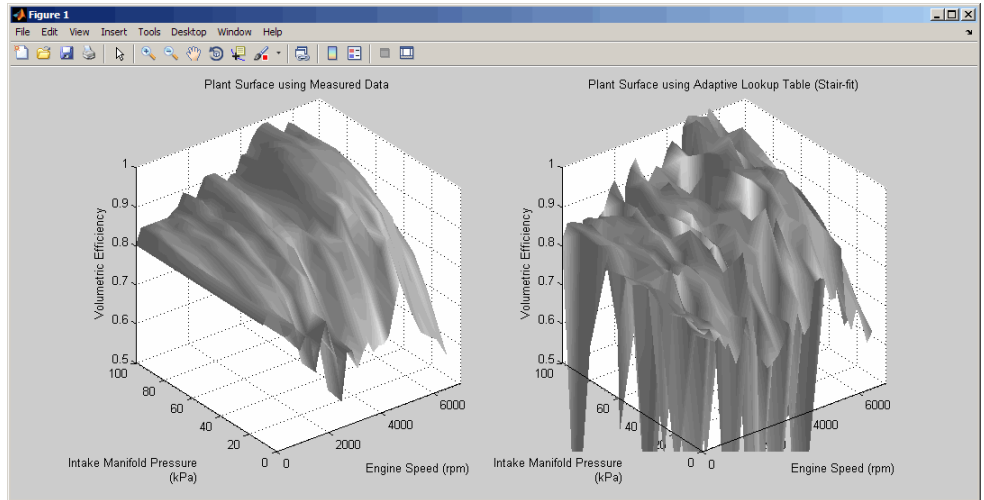 Figure 1
File Edit View Insert Tools Desktop Window Help
Plant Surface using Measured Data
1
0.9
0.8
0.7
0.6
0.5
Volumetric Efficiency
100
80
60
40
20
0
Intake Manifold Pressure
(kPa)
0
2000
4000
6000
Engine Speed (rpm)
Plant Surface using Adaptive Lookup Table (Stair-fit)
1
0.9
0.8
0.7
0.6
0.5
Volumetric Efficiency
100
60
40
20
0
Intake Manifold Pressure
(kPa)
0
4000
6000
Engine Speed (rpm)